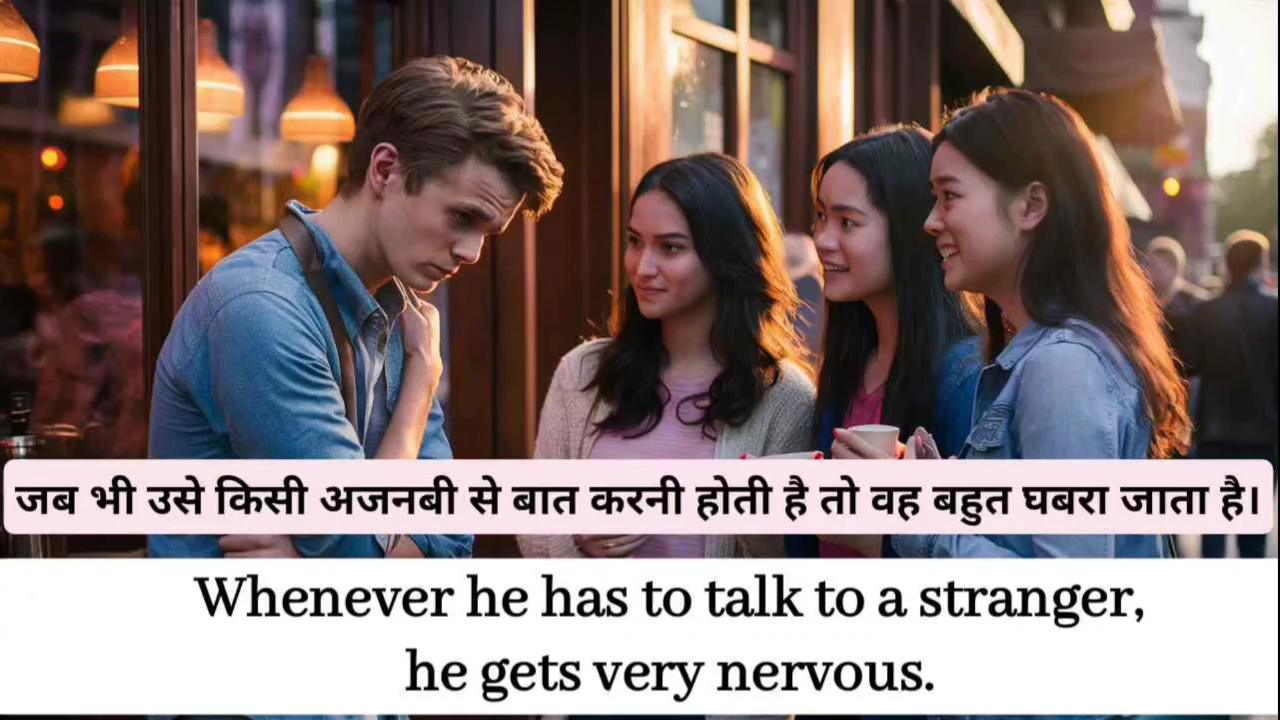 जब भी उसे किसी अजनबी से बात करनी होती है तो वह बहुत घबरा जाता है।
Whenever he has to talk to a stranger,
he gets very nervous.